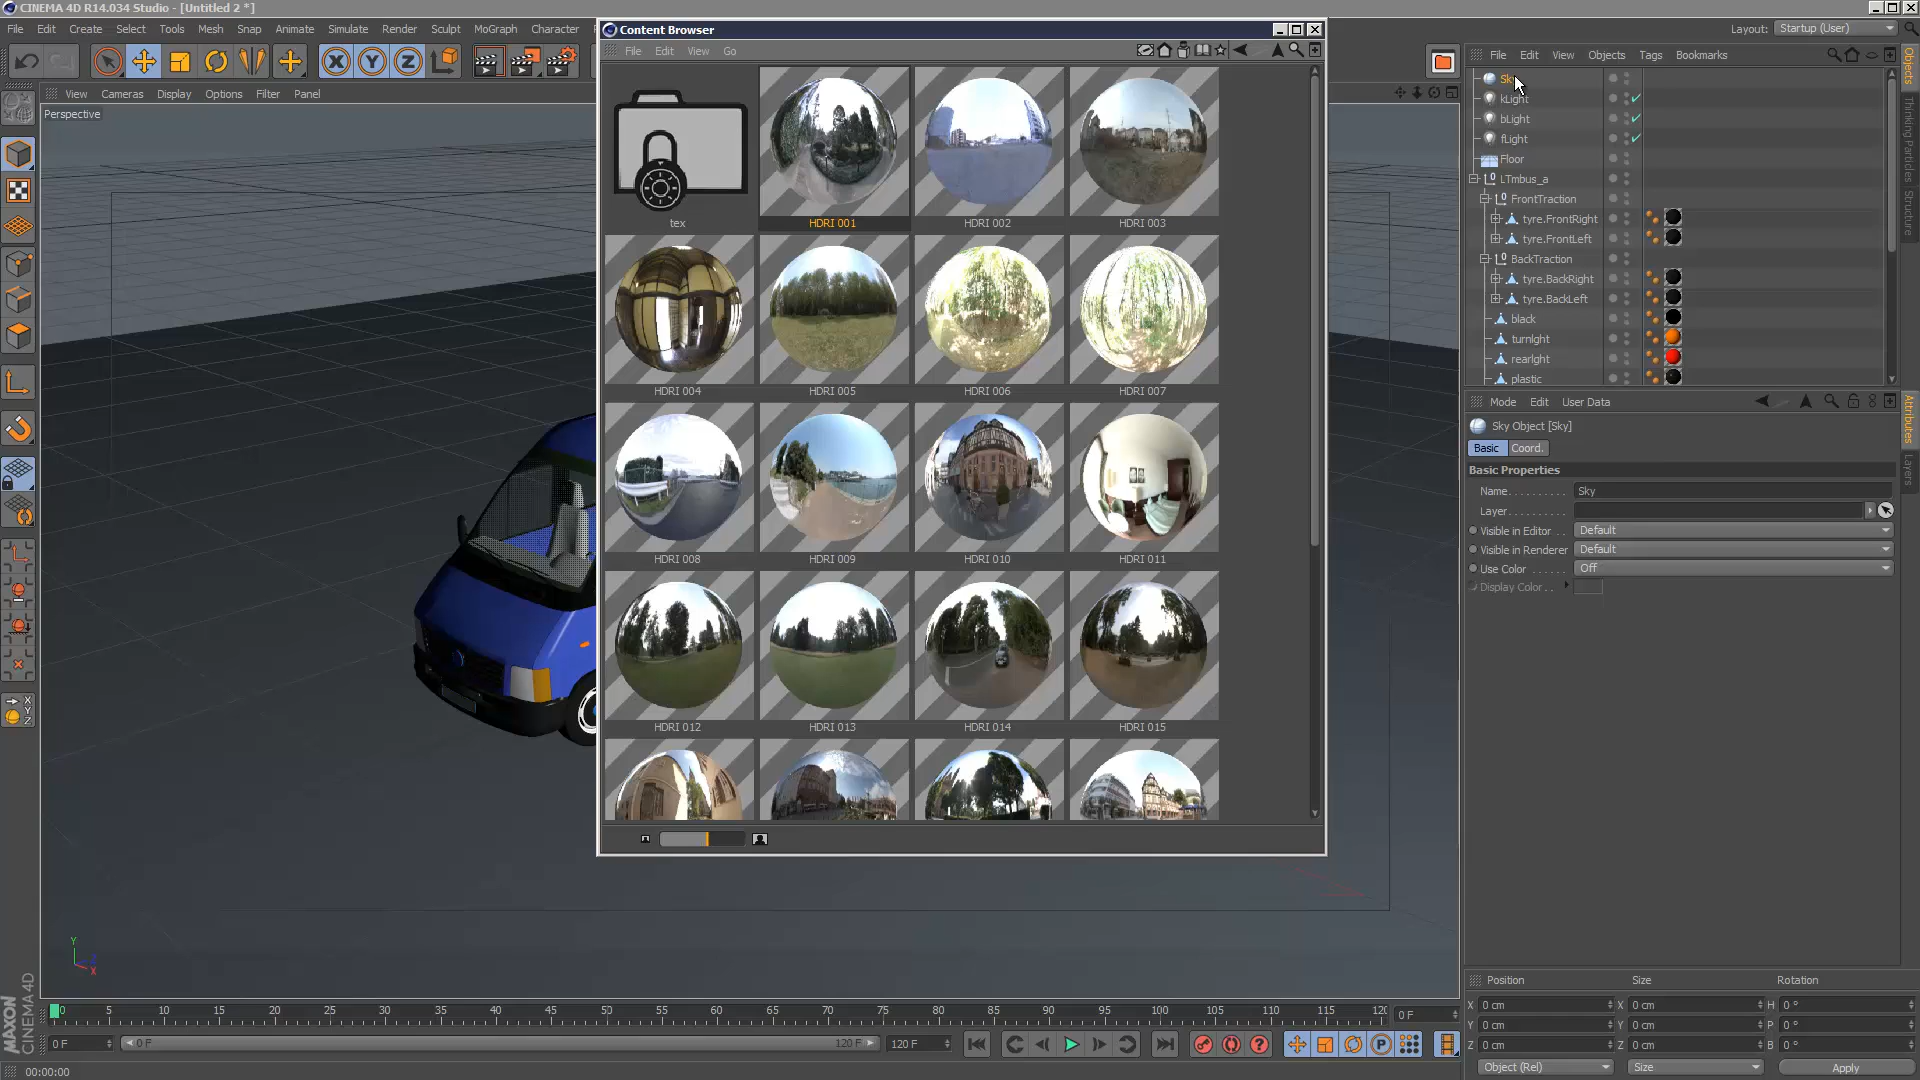 CINEMA 4D R14.034 Studio - [Untitled 2 *]
File Edit Create Select Tools Mesh Snap Animate Simulate Render Sculpt MoGraph Character
Layout: Startup (User)
Content Browser
File Edit View Go
File Edit View Objects Tags Bookmarks
View Cameras Display Options Filter Panel
Perspective
tex
HDRI 001
HDRI 002
HDRI 003
HDRI 004
HDRI 005
HDRI 006
HDRI 007
HDRI 008
HDRI 009
HDRI 010
HDRI 011
HDRI 012
HDRI 013
HDRI 014
HDRI 015
kLight
bLight
fLight
Floor
LTmbus_a
FrontTraction
tyre.FrontRight
tyre.FrontLeft
BackTraction
tyre.BackRight
tyre.BackLeft
black
turnlght
rearlght
plastic
Objects
Thinking Particles
Structure
Mode Edit User Data
Sky Object [Sky]
Basic Coord.
Basic Properties
Name . . . . . . . . . . Sky
Layer. . . . . . . . . . .
Visible in Editor . . Default
Visible in Renderer Default
Use Color . . . . . . Off
Display Color . .
Attributes
Layers
X Y Z
Y
X
MAXON
CINEMA 4D
0 5 10 15 20 25 30 35 40 45 50 55 60 65 70 75 80 85 90 95 100 105 110 115 120
0 F
0 F 0 F 120 F 120 F
00:00:00
Position Size Rotation
X 0 cm X 0 cm H 0 °
Y 0 cm Y 0 cm P 0 °
Z 0 cm Z 0 cm B 0 °
Object (Rel) Size Apply